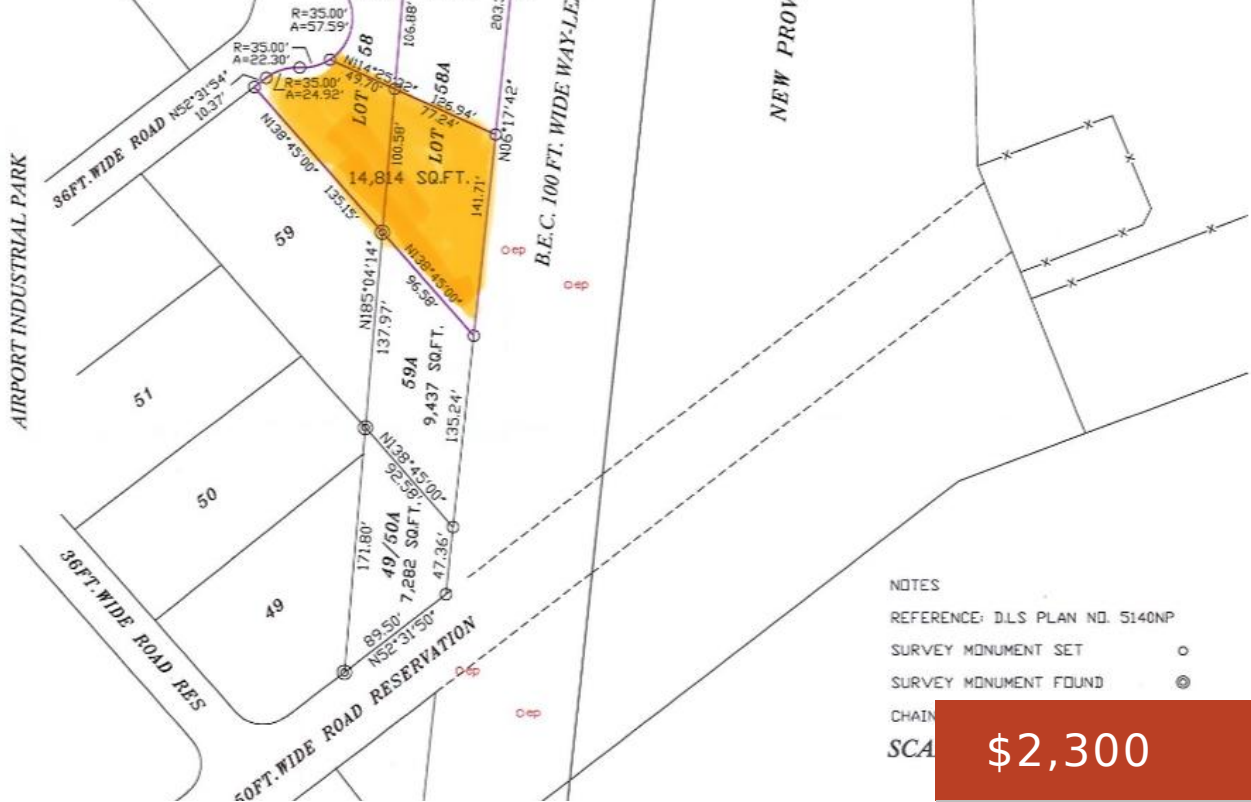 R=35.00'
A=57.59'
106.88'
203.
R=35.00'
A=22.30'
58
N114°25'22"
49.70'
58A
126.94'
77.24'
R=35.00'
A=24.92'
N52°31'54"
10.37'
LOT
LOT
100.58'
N06°17'42"
B.E.C. 100 FT. WIDE WAY-LE
NEW PROV
36FT.WIDE ROAD
N138°45'00"
135.15'
14,814 SQ.FT.
141.71'
AIRPORT INDUSTRIAL PARK
59
ep
ep
N138°45'00"
96.58'
N185°04'14"
137.97'
59A
9,437 SQ.FT.
135.24'
51
N138°45'00"
92.58'
50
171.80'
49/50A
7,282 SQ.FT.
47.36'
36FT.WIDE ROAD RES
49
89.50'
N52°31'50"
50FT.WIDE ROAD RESERVATION
ep
ep
NOTES
REFERENCE: D.L.S PLAN NO. 5140NP
SURVEY MONUMENT SET
SURVEY MONUMENT FOUND
CHAIN
SCA
$2,300